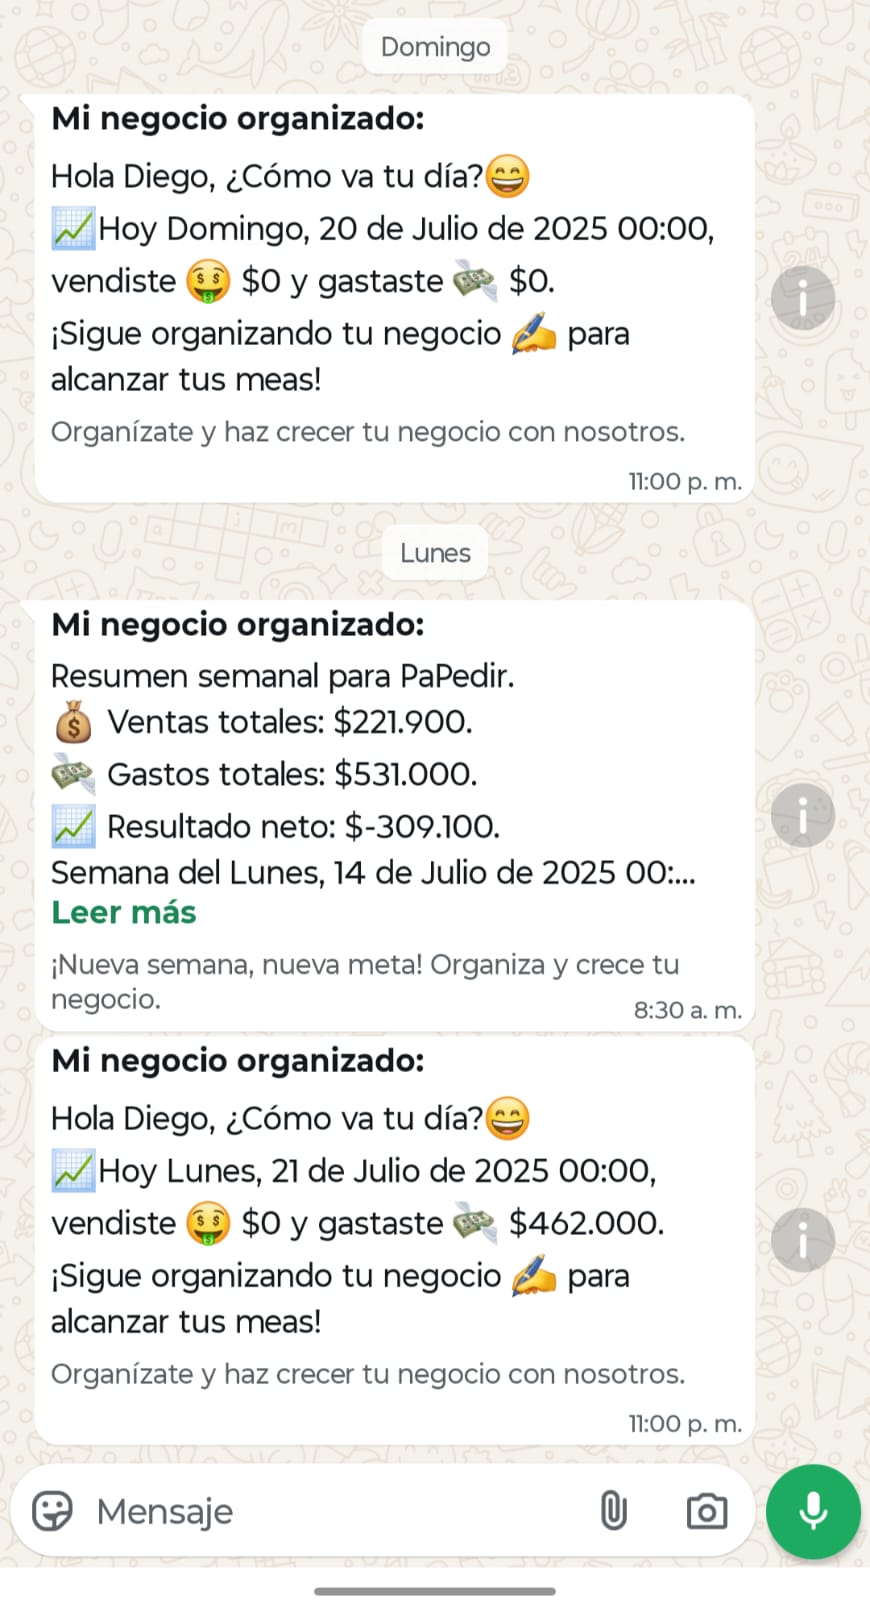 Domingo
Mi negocio organizado:
Hola Diego, ¿Cómo va tu día?😄
📈Hoy Domingo, 20 de Julio de 2025 00:00,
vendiste 🤑 $0 y gastaste 💸 $0.
¡Sigue organizando tu negocio ✍️ para
alcanzar tus meas!
Organízate y haz crecer tu negocio con nosotros.
11:00 p. m.
Lunes
Mi negocio organizado:
Resumen semanal para PaPedir.
💰 Ventas totales: $221.900.
💸 Gastos totales: $531.000.
📈 Resultado neto: $-309.100.
Semana del Lunes, 14 de Julio de 2025 00:...
Leer más
¡Nueva semana, nueva meta! Organiza y crece tu
negocio.
8:30 a. m.
Mi negocio organizado:
Hola Diego, ¿Cómo va tu día?😄
📈Hoy Lunes, 21 de Julio de 2025 00:00,
vendiste 🤑 $0 y gastaste 💸 $462.000.
¡Sigue organizando tu negocio ✍️ para
alcanzar tus meas!
Organízate y haz crecer tu negocio con nosotros.
11:00 p. m.
Mensaje